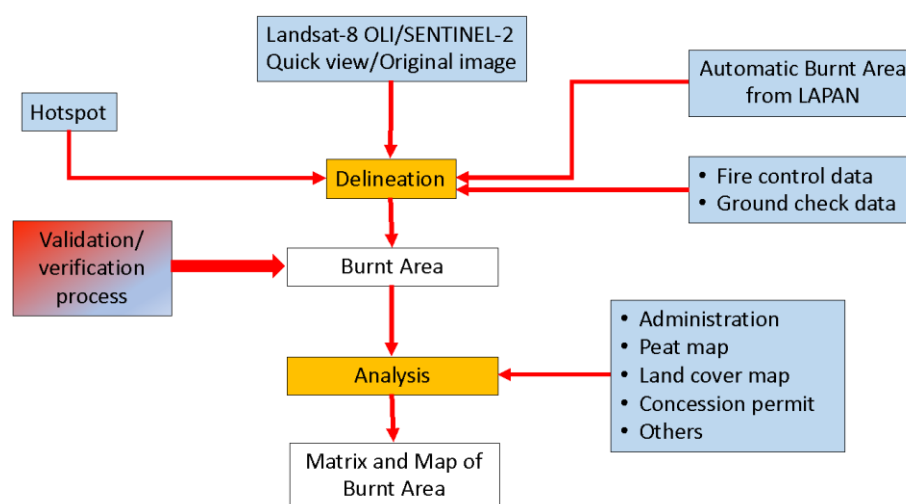 Landsat-8 OLI/SENTINEL-2
Quick view/Original image
Automatic Burnt Area
from LAPAN
Hotspot
Delineation
• Fire control data
• Ground check data
Validation/
verification
process
Burnt Area
• Administration
• Peat map
• Land cover map
• Concession permit
• Others
Analysis
Matrix and Map of
Burnt Area